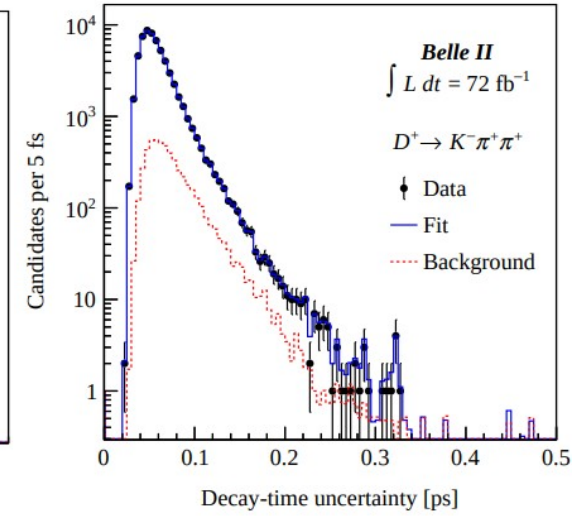 Candidates per 5 fs
10⁴
10³
10²
10
1
Belle II
∫ L dt = 72 fb⁻¹
D⁺→ K⁻π⁺π⁺
Data
Fit
Background
0 0.1 0.2 0.3 0.4 0.5
Decay-time uncertainty [ps]